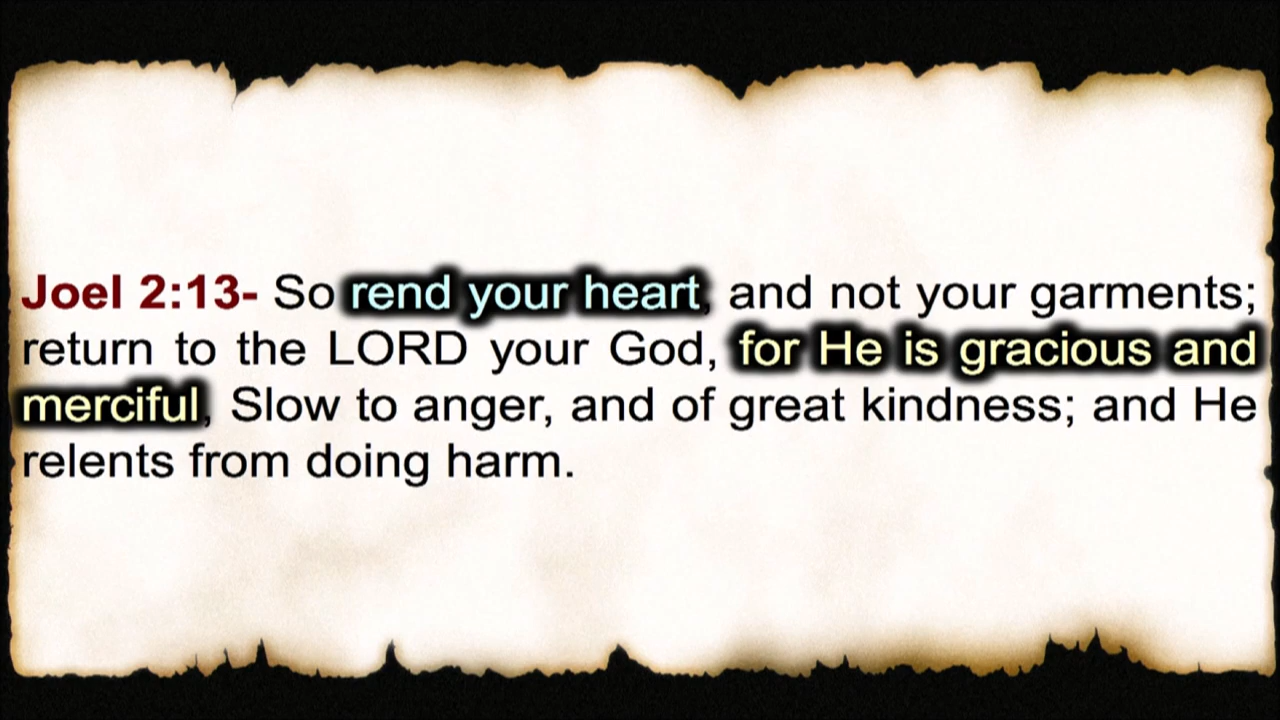 Joel 2:13- So rend your heart, and not your garments;
return to the LORD your God, for He is gracious and
merciful, Slow to anger, and of great kindness; and He
relents from doing harm.